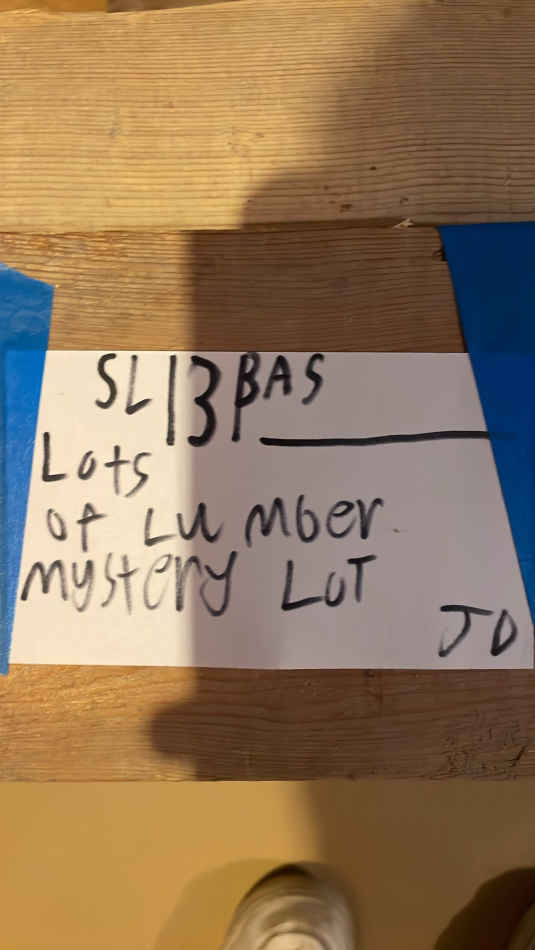 SL13BAS
Lots
of Lumber
mystery LoT
JD